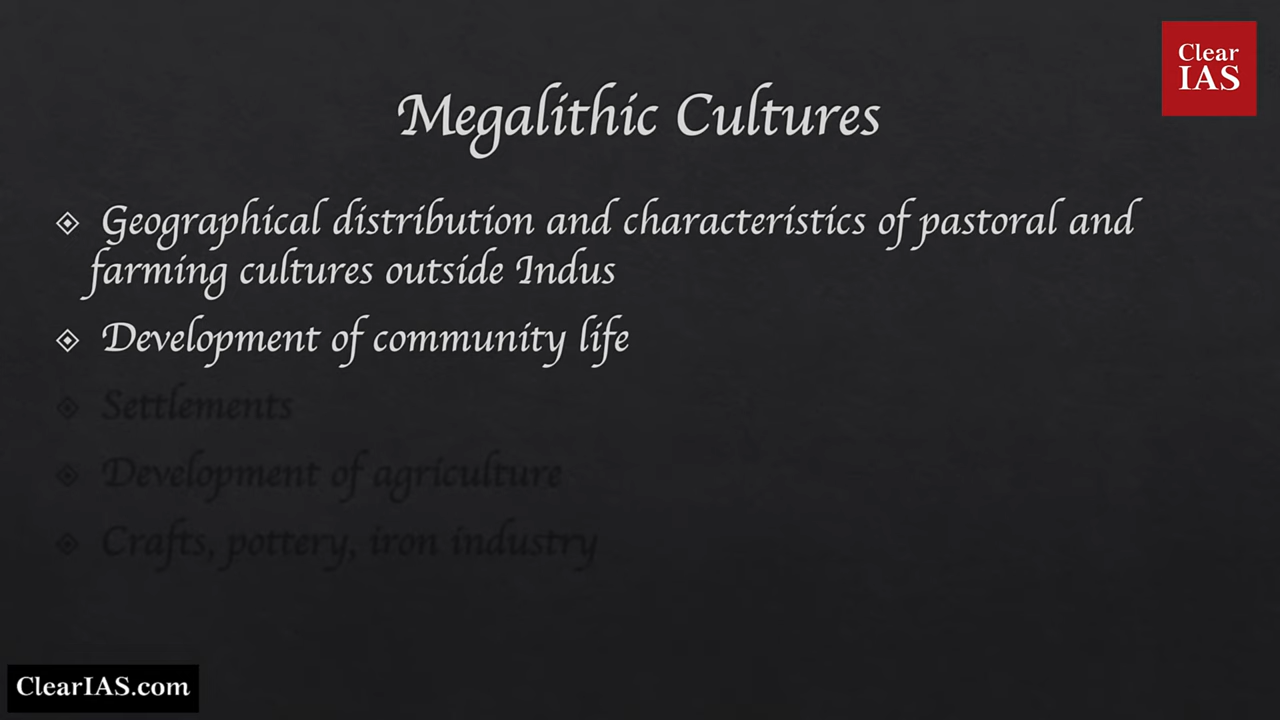 Clear
IAS
Megalithic Cultures
Geographical distribution and characteristics of pastoral and
farming cultures outside Indus
Development of community life
Settlements
Development of agriculture
Crafts, pottery, iron industry
ClearIAS.com